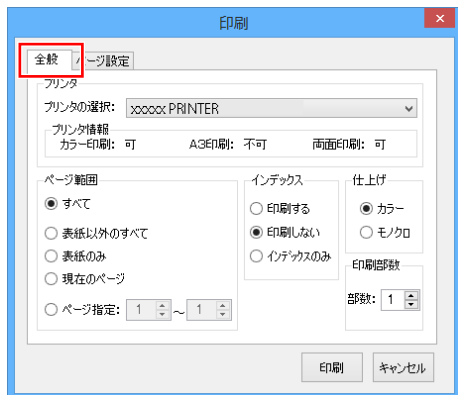 印刷
全般 ページ設定
プリンタ
プリンタの選択: xxxxx PRINTER
プリンタ情報
カラー印刷: 可 A3印刷: 不可 両面印刷: 可
ページ範囲
すべて
表紙以外のすべて
表紙のみ
現在のページ
ページ指定: 1 ～ 1
インデックス
印刷する
印刷しない
インデックスのみ
仕上げ
カラー
モノクロ
印刷部数
部数: 1
印刷 キャンセル